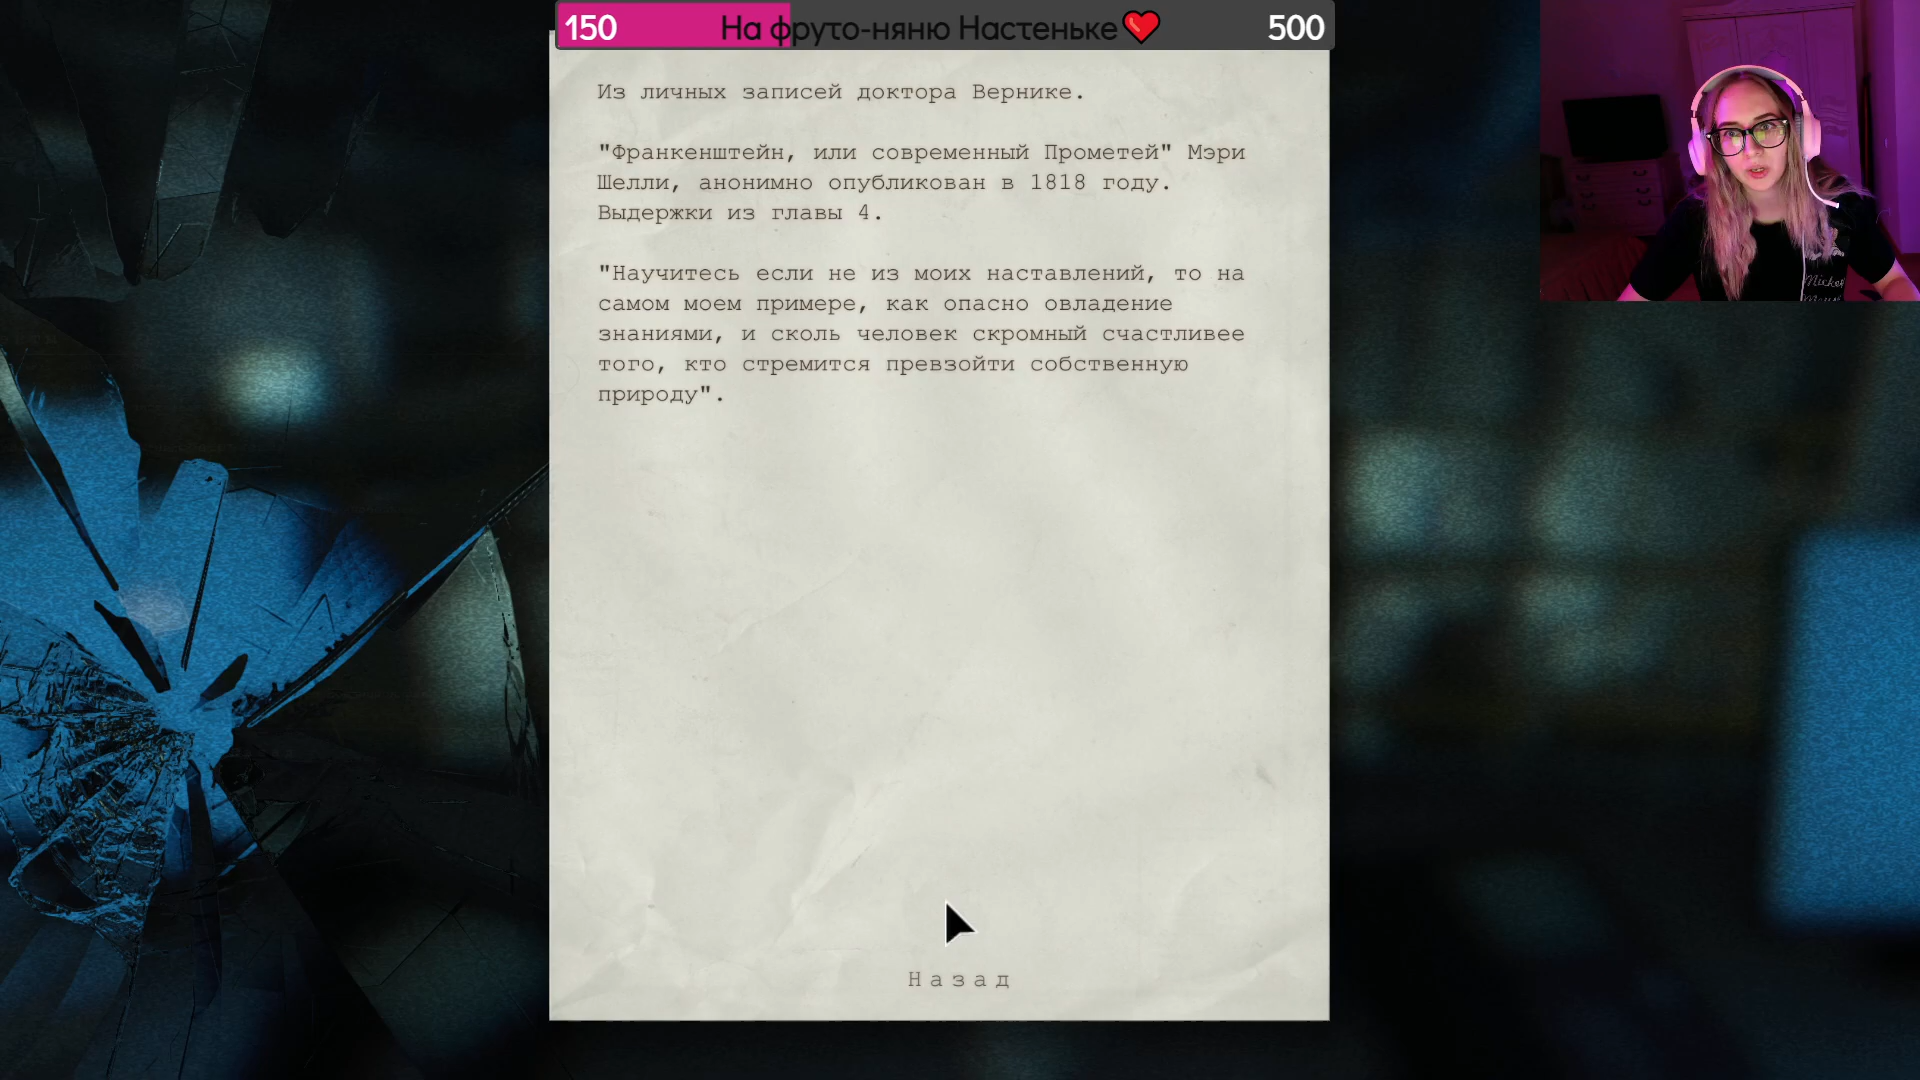 150 На фруто-няню Настеньке❤️ 500
Из личных записей доктора Вернике.
"Франкенштейн, или современный Прометей" Мэри
Шелли, анонимно опубликован в 1818 году.
Выдержки из главы 4.
"Научитесь если не из моих наставлений, то на
самом моем примере, как опасно овладение
знаниями, и сколь человек скромный счастливее
того, кто стремится превзойти собственную
природу".
Назад
Mickey